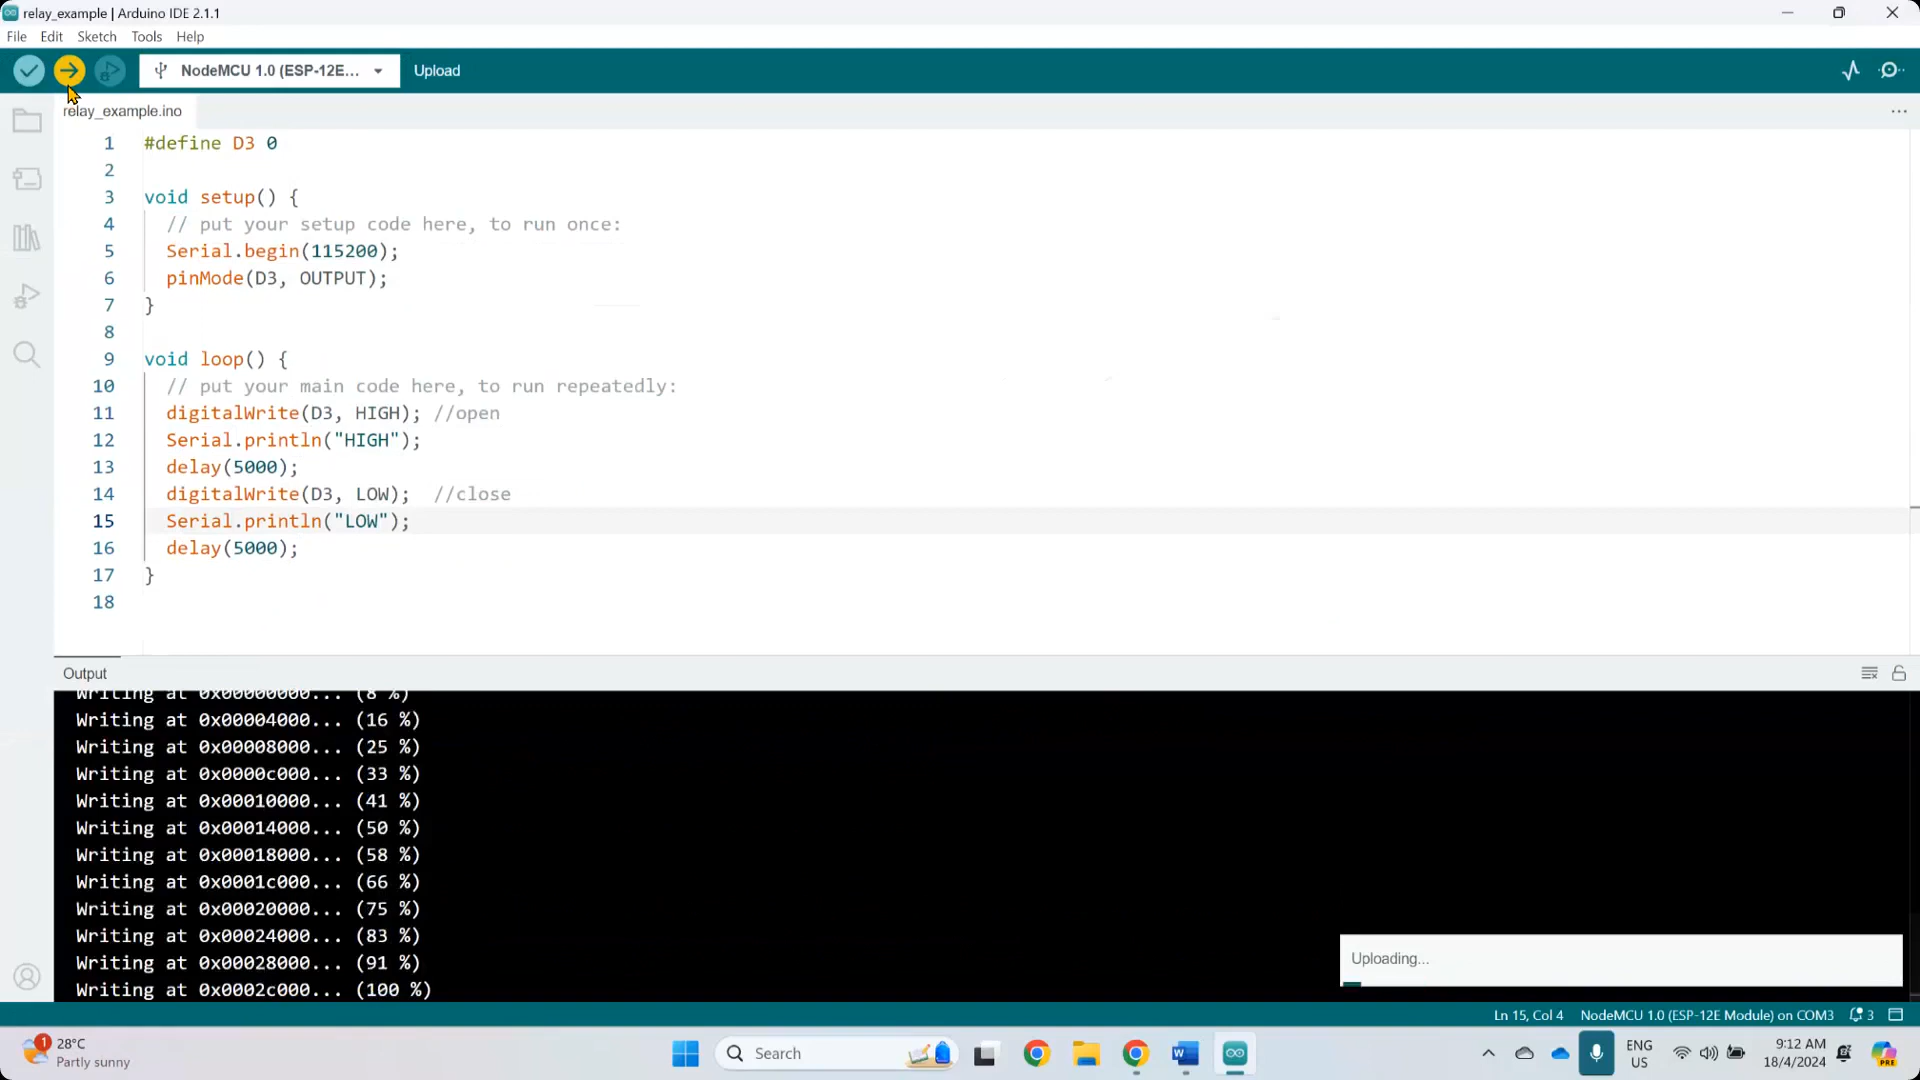 relay_example | Arduino IDE 2.1.1
File Edit Sketch Tools Help
NodeMCU 1.0 (ESP-12E... Upload
relay_example.ino
1 #define D3 0
2
3 void setup() {
4 // put your setup code here, to run once:
5 Serial.begin(115200);
6 pinMode(D3, OUTPUT);
7 }
8
9 void loop() {
10 // put your main code here, to run repeatedly:
11 digitalWrite(D3, HIGH); //open
12 Serial.println("HIGH");
13 delay(5000);
14 digitalWrite(D3, LOW); //close
15 Serial.println("LOW");
16 delay(5000);
17 }
18
Output
Writing at 0x00000000... (8 %)
Writing at 0x00004000... (16 %)
Writing at 0x00008000... (25 %)
Writing at 0x0000c000... (33 %)
Writing at 0x00010000... (41 %)
Writing at 0x00014000... (50 %)
Writing at 0x00018000... (58 %)
Writing at 0x0001c000... (66 %)
Writing at 0x00020000... (75 %)
Writing at 0x00024000... (83 %)
Writing at 0x00028000... (91 %)
Writing at 0x0002c000... (100 %)
Uploading...
Ln 15, Col 4 NodeMCU 1.0 (ESP-12E Module) on COM3 3
1
28°C
Partly sunny
Search
ENG
US
9:12 AM
18/4/2024
PRE